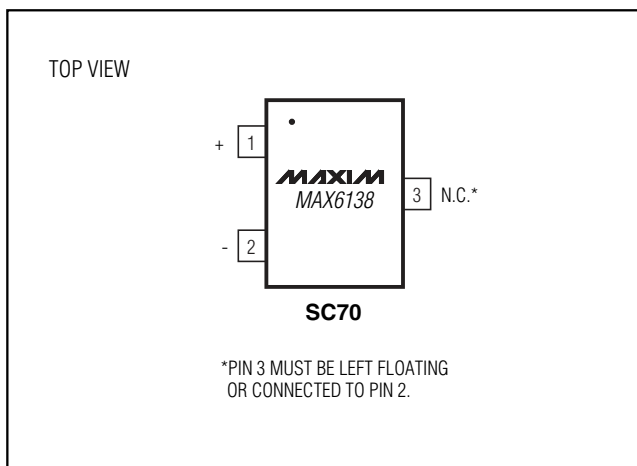 TOP VIEW
+ 1
MAXIM
MAX6138
3 N.C.*
- 2
SC70
*PIN 3 MUST BE LEFT FLOATING
OR CONNECTED TO PIN 2.